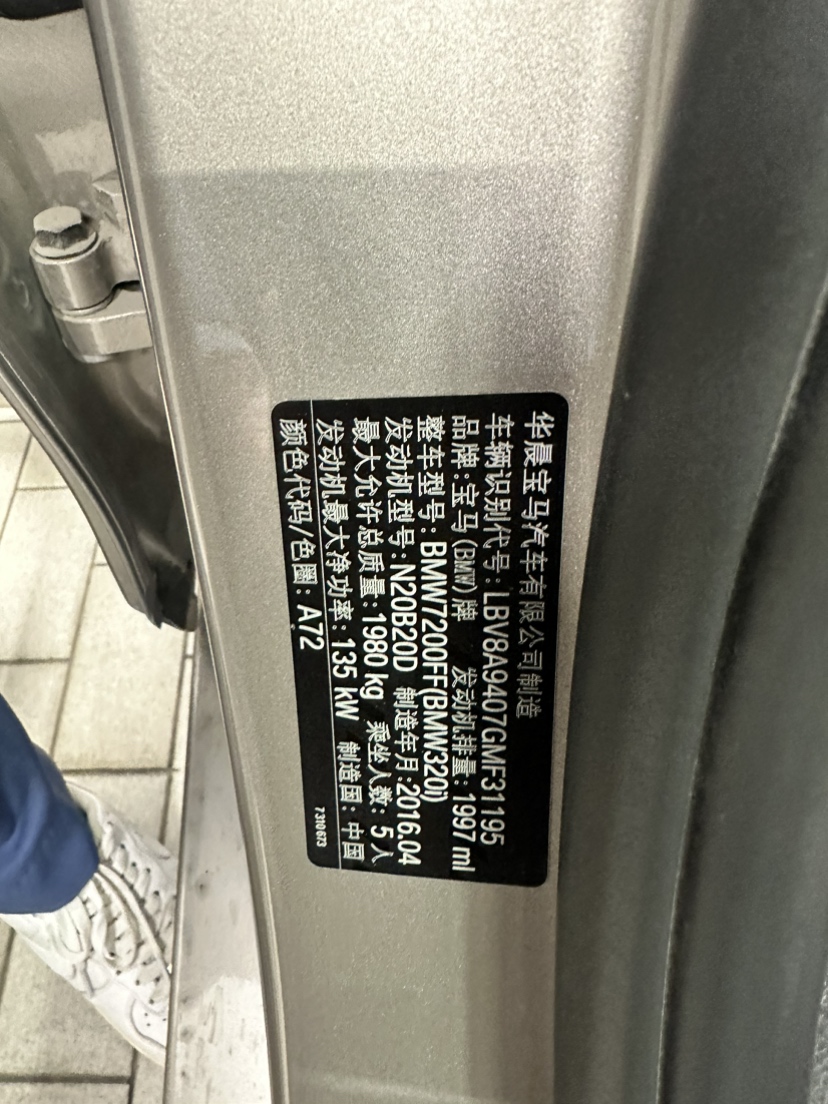 华晨宝马汽车有限公司制造
车辆识别代号:LBV8A9407GMF31195
品牌:宝马(BMW)牌 发动机排量:1997 ml
整车型号:BMW7200FF(BMW320i)
发动机型号:N20B20D 制造年月:2016.04
最大允许总质量:1980 kg 乘坐人数:5人
发动机最大净功率:135 kW 制造国:中国
颜色代码/色圈:A72
7310673